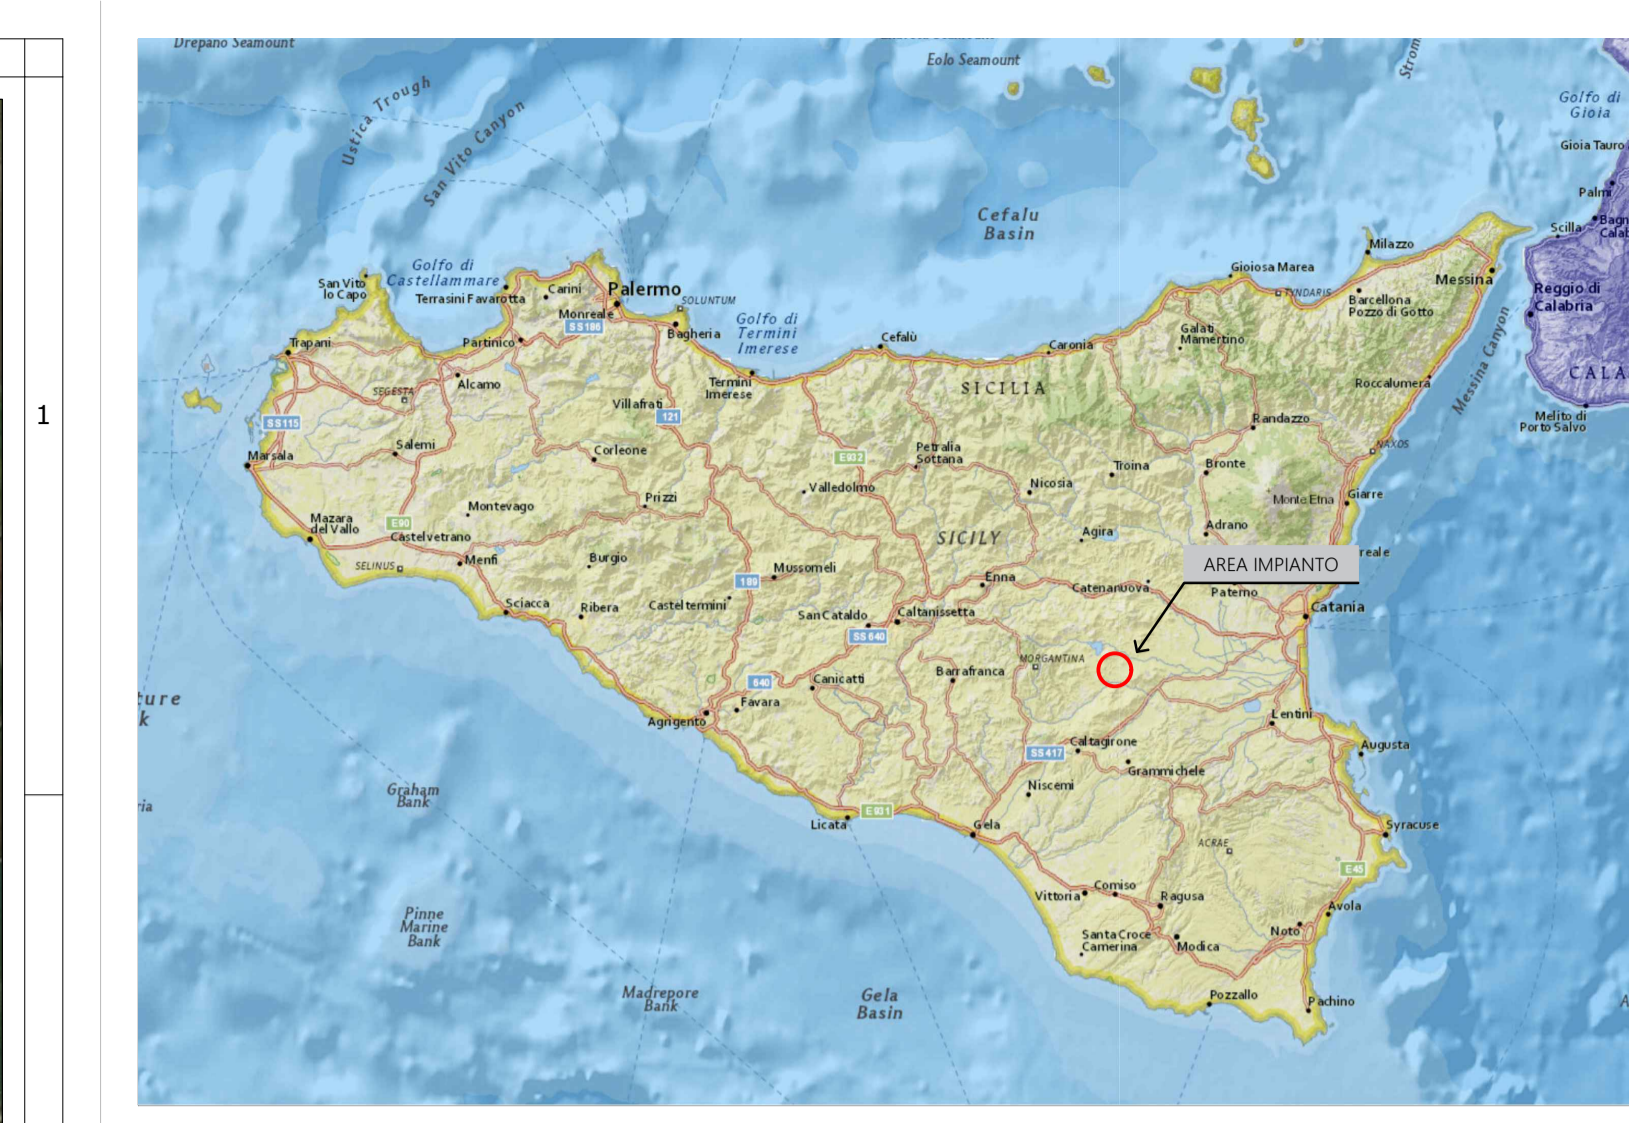 Drepano Seamount
Eolo Seamount
Ustica Trough
San Vito Canyon
Golfo di
Gioia
Gioia Tauro
Palmi
Scilla
Cefalu
Basin
Milazzo
Gioiosa Marea
Messina
TYNDARIS
Barcellona
Pozzo di Gotto
Reggio di
Calabria
Messina Canyon
San Vito
lo Capo
Golfo di
Castellammare
Terrasini Favarotta
Carini
Palermo
SOLUNTUM
Monreale
SS186
Bagheria
Golfo di
Termini
Imerese
Partinico
Trapani
Cefalù
Caronia
Galati
Mamertino
SICILIA
Roccalumera
Melito di
Porto Salvo
SEGESTA
Alcamo
Termini
Imerese
Villafrati
121
SS115
1
Randazzo
NAXOS
Marsala
Salemi
Corleone
E932
Petralia
Sottana
Troina
Bronte
Nicosia
Monte Etna
Giarre
Valledolmo
Prizzi
Montevago
Mazara
del Vallo
E90
Castelvetrano
SICILY
Agira
Adrano
reale
AREA IMPIANTO
SELINUS
Menfi
Burgio
189
Mussomeli
Enna
Catenanuova
Paterno
Catania
Sciacca
Ribera
Casteltermini
San Cataldo
Caltanissetta
SS 640
MORGANTINA
Barrafranca
640
Canicatti
Favara
Agrigento
Lentini
Augusta
SS417
Caltagirone
Grammichele
Niscemi
Graham
Bank
Licata
E931
Gela
Syracuse
ACRAE
E45
Vittoria
Comiso
Ragusa
Avola
Noto
Santa Croce
Camerina
Modica
Pinne
Marine
Bank
Madrepore
Bank
Gela
Basin
Pozzallo
Pachino